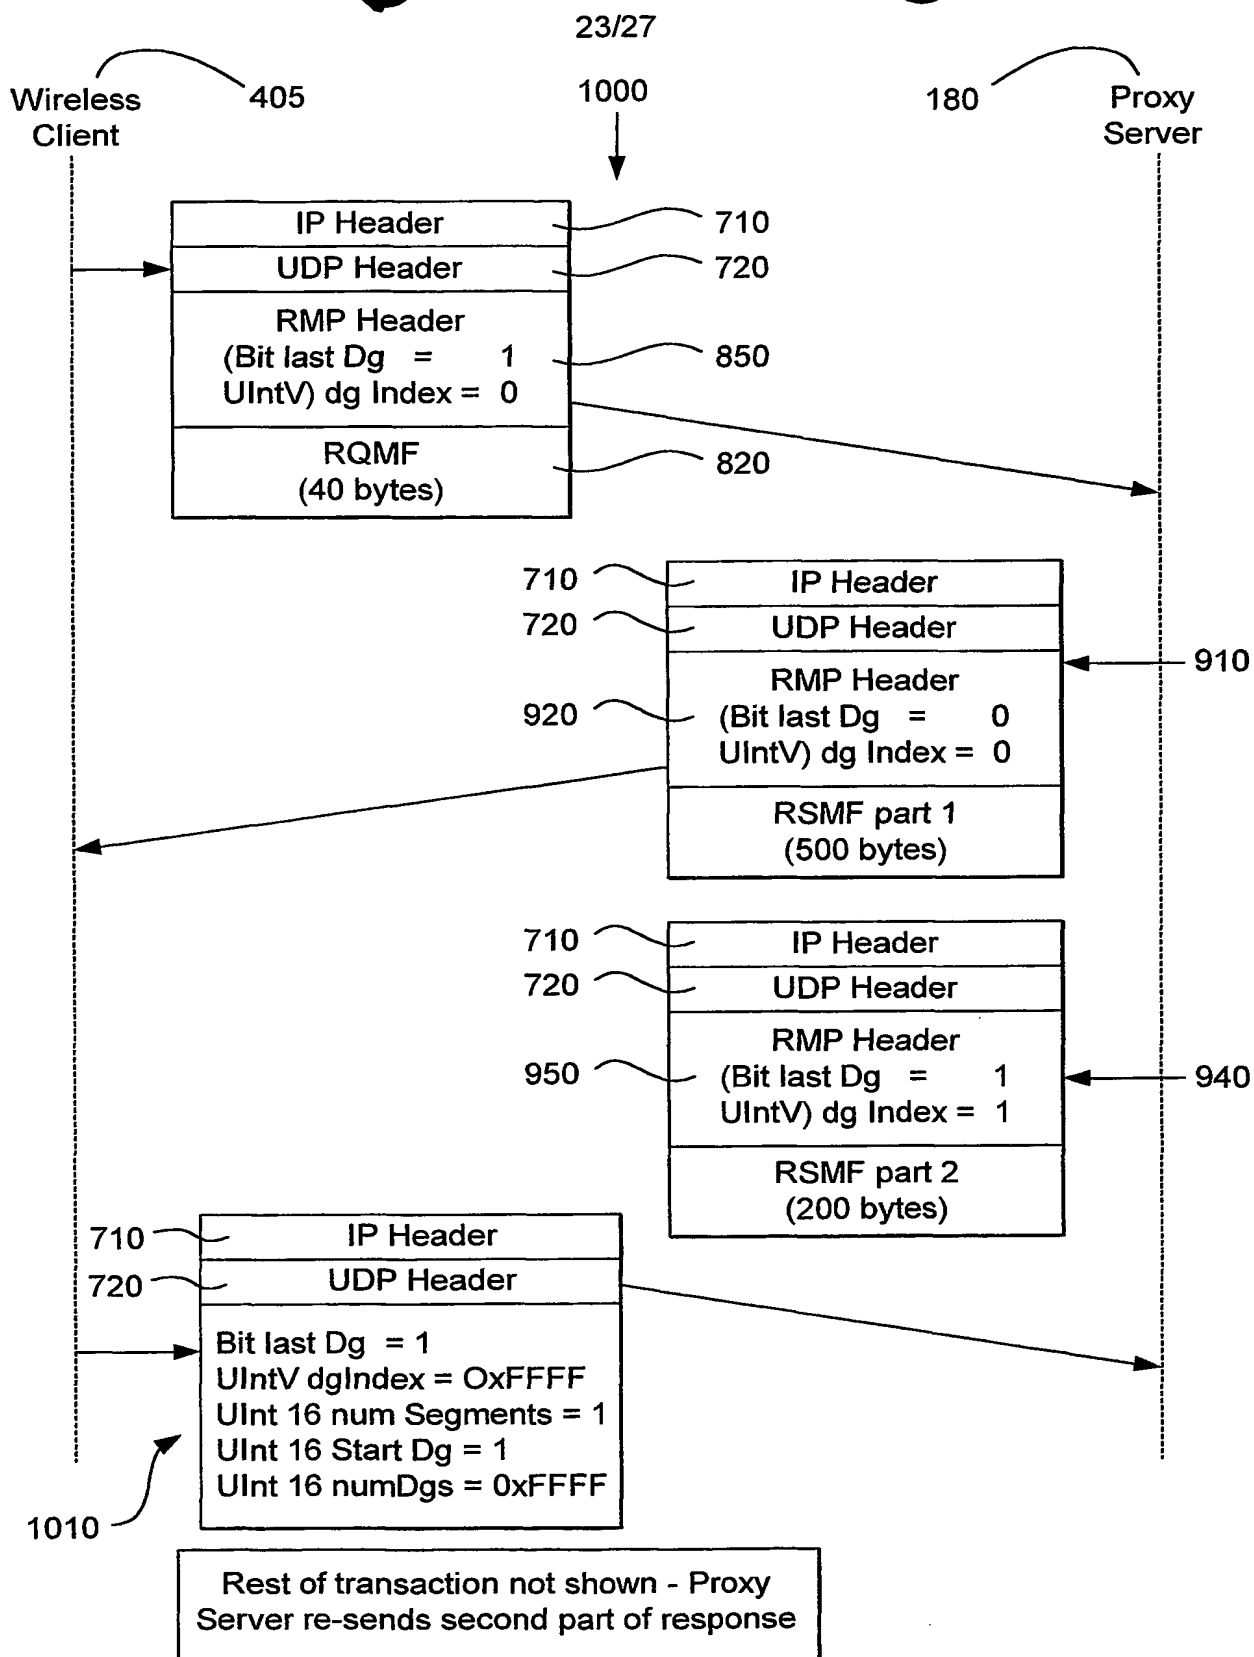 23/27
Wireless
Client
405
1000
180
Proxy
Server
IP Header
710
UDP Header
720
RMP Header
(Bit last Dg = 1
UIntV) dg Index = 0
850
RQMF
(40 bytes)
820
710
IP Header
720
UDP Header
910
RMP Header
920
(Bit last Dg = 0
UIntV) dg Index = 0
RSMF part 1
(500 bytes)
710
IP Header
720
UDP Header
RMP Header
950
(Bit last Dg = 1
UIntV) dg Index = 1
940
RSMF part 2
(200 bytes)
710
IP Header
720
UDP Header
Bit last Dg = 1
UIntV dgIndex = OxFFFF
UInt 16 num Segments = 1
UInt 16 Start Dg = 1
UInt 16 numDgs = 0xFFFF
1010
Rest of transaction not shown - Proxy
Server re-sends second part of response